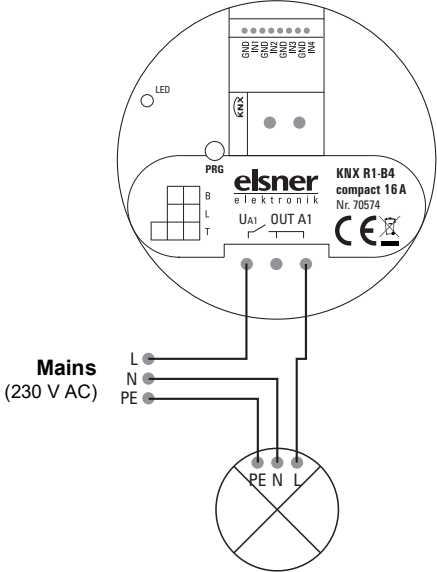 GND IN1 GND IN2 GND IN3 GND IN4
LED
KNX
PRG
elsner
elektronik
KNX R1-B4
compact 16 A
Nr. 70574
CE
B
L
T
UA1 OUT A1
Mains
(230 V AC)
L
N
PE
PE N L